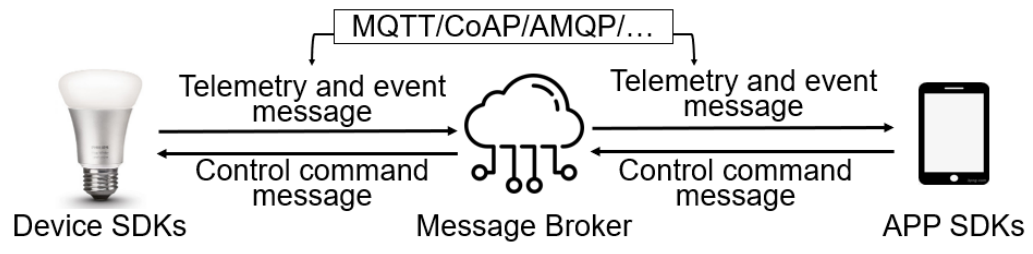 MQTT/CoAP/AMQP/…
Telemetry and event
message
Telemetry and event
message
Control command
message
Control command
message
Device SDKs
Message Broker
APP SDKs